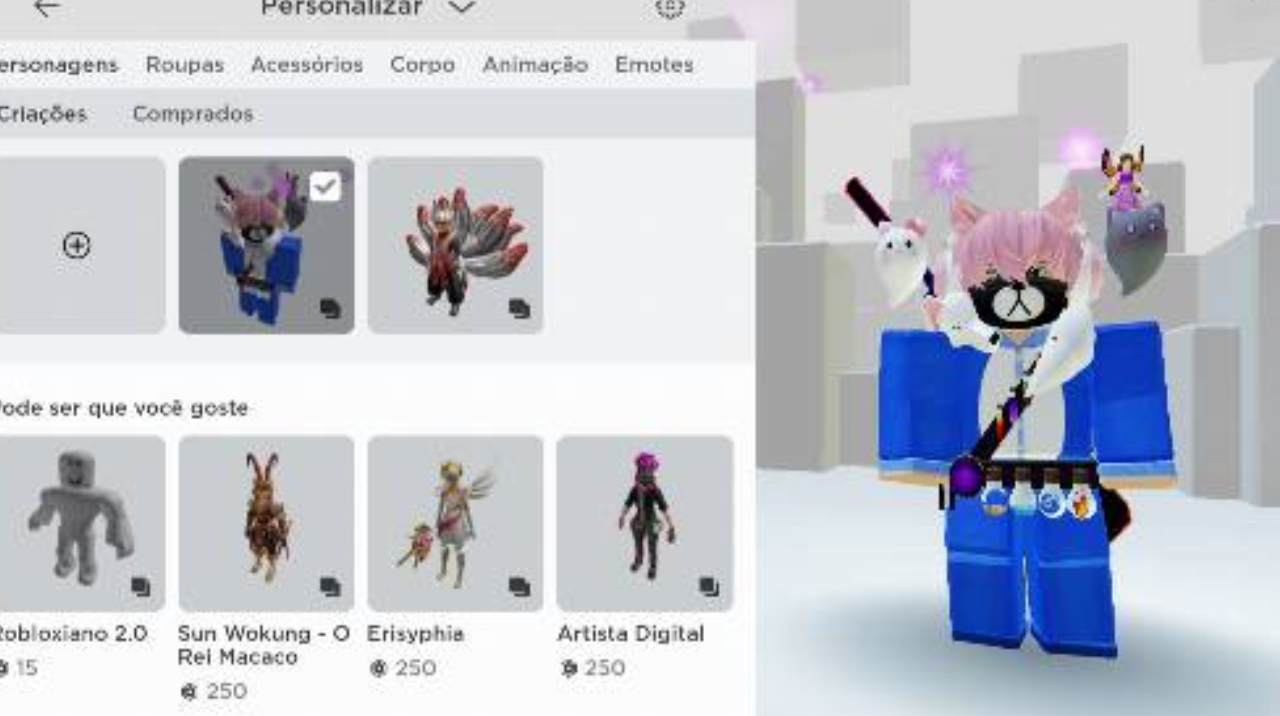 Personalizar
ersonagens Roupas Acessórios Corpo Animação Emotes
Criações Comprados
ode ser que você goste
obloxiano 2.0
15
Sun Wokung - O
Rei Macaco
250
Erisyphia
250
Artista Digital
250